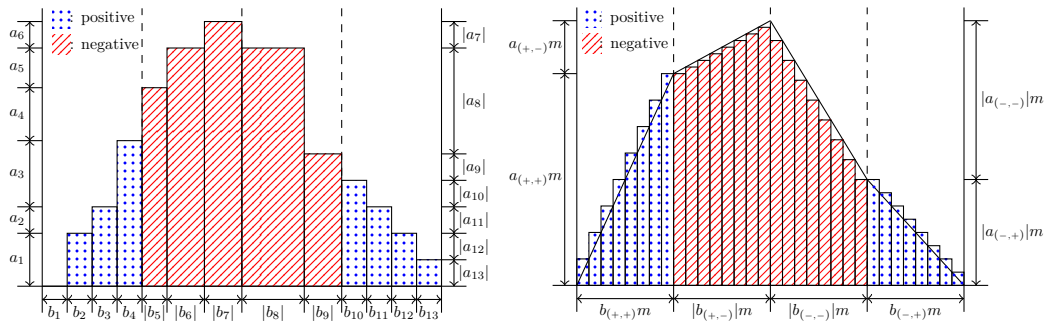 positive
negative
a₆
a₅
a₄
a₃
a₂
a₁
|a₇|
|a₈|
|a₉|
|a₁₀|
|a₁₁|
|a₁₂|
|a₁₃|
b₁ b₂ b₃ b₄ |b₅| |b₆| |b₇| |b₈| |b₉| b₁₀ b₁₁ b₁₂ b₁₃
positive
negative
a₍₊,₋₎m
a₍₊,₊₎m
|a₍₋,₋₎|m
|a₍₋,₊₎|m
b₍₊,₊₎m |b₍₊,₋₎|m |b₍₋,₋₎|m b₍₋,₊₎m